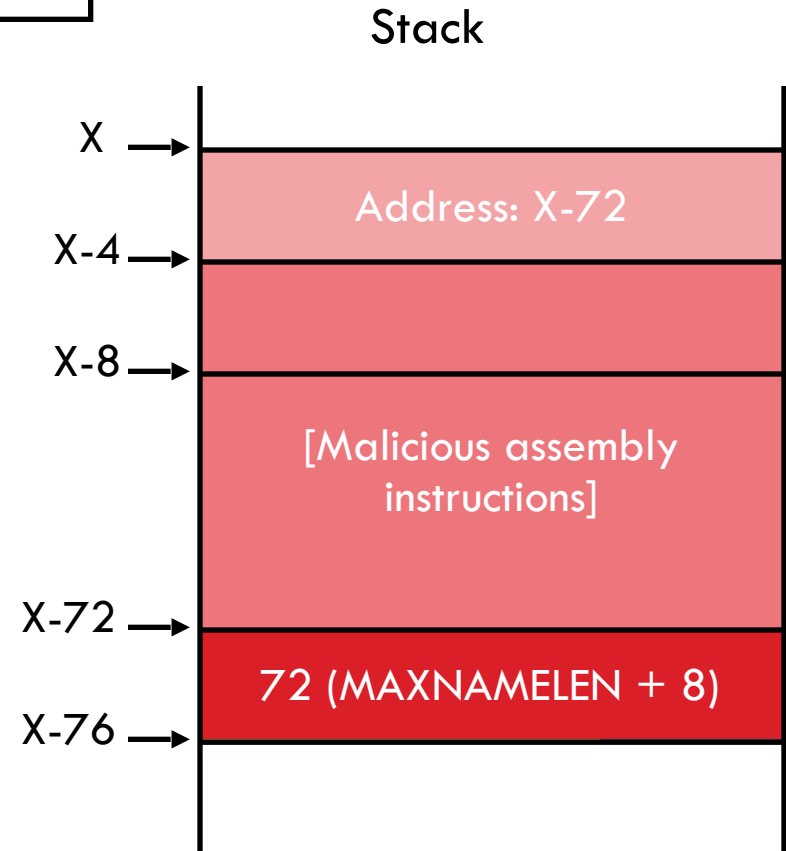 Stack
X
Address: X-72
X-4
X-8
[Malicious assembly
instructions]
X-72
72 (MAXNAMELEN + 8)
X-76